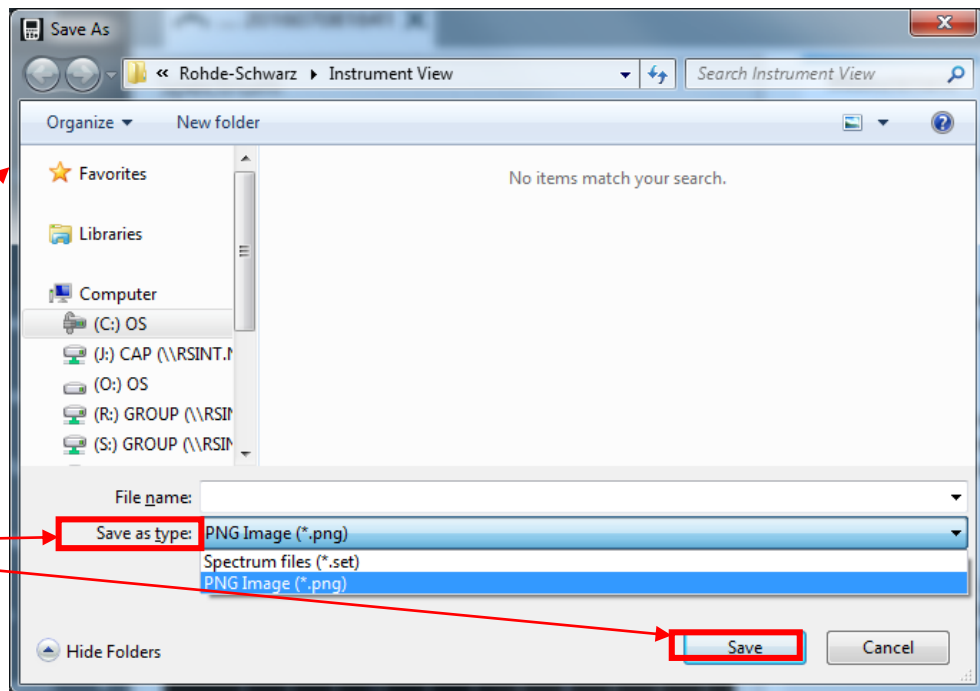 Save As
« Rohde-Schwarz ▸ Instrument View
Search Instrument View
Organize
New folder
Favorites
No items match your search.
Libraries
Computer
(C:) OS
(J:) CAP (\\RSINT.
(O:) OS
(R:) GROUP (\\RSI
(S:) GROUP (\\RSI
File name:
Save as type: PNG Image (*.png)
Spectrum files (*.set)
PNG Image (*.png)
Hide Folders
Save
Cancel